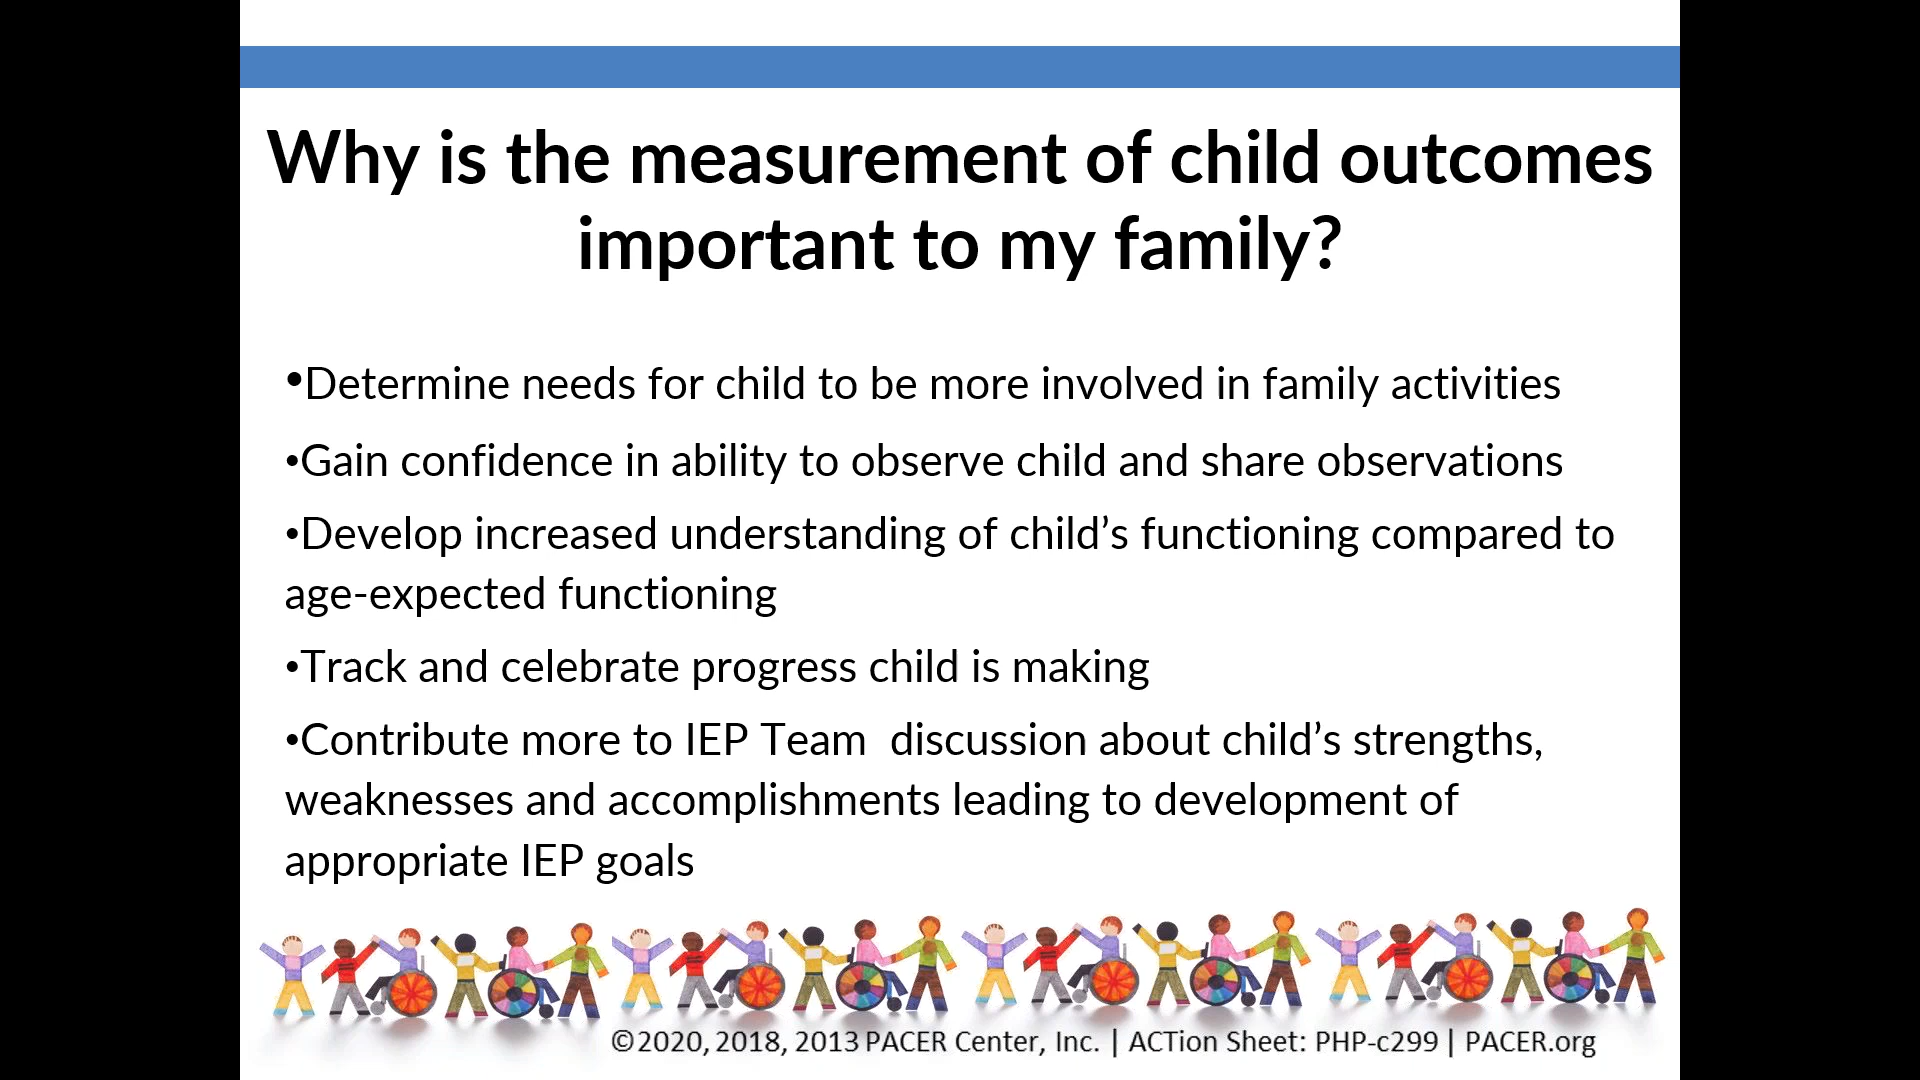 Why is the measurement of child outcomes
important to my family?
•Determine needs for child to be more involved in family activities
•Gain confidence in ability to observe child and share observations
•Develop increased understanding of child’s functioning compared to
age-expected functioning
•Track and celebrate progress child is making
•Contribute more to IEP Team  discussion about child’s strengths,
weaknesses and accomplishments leading to development of
appropriate IEP goals
©2020, 2018, 2013 PACER Center, Inc. | ACTion Sheet: PHP-c299 | PACER.org